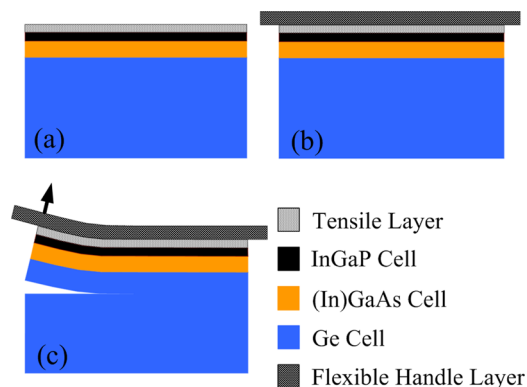 (a)
(b)
(c)
Tensile Layer
InGaP Cell
(In)GaAs Cell
Ge Cell
Flexible Handle Layer